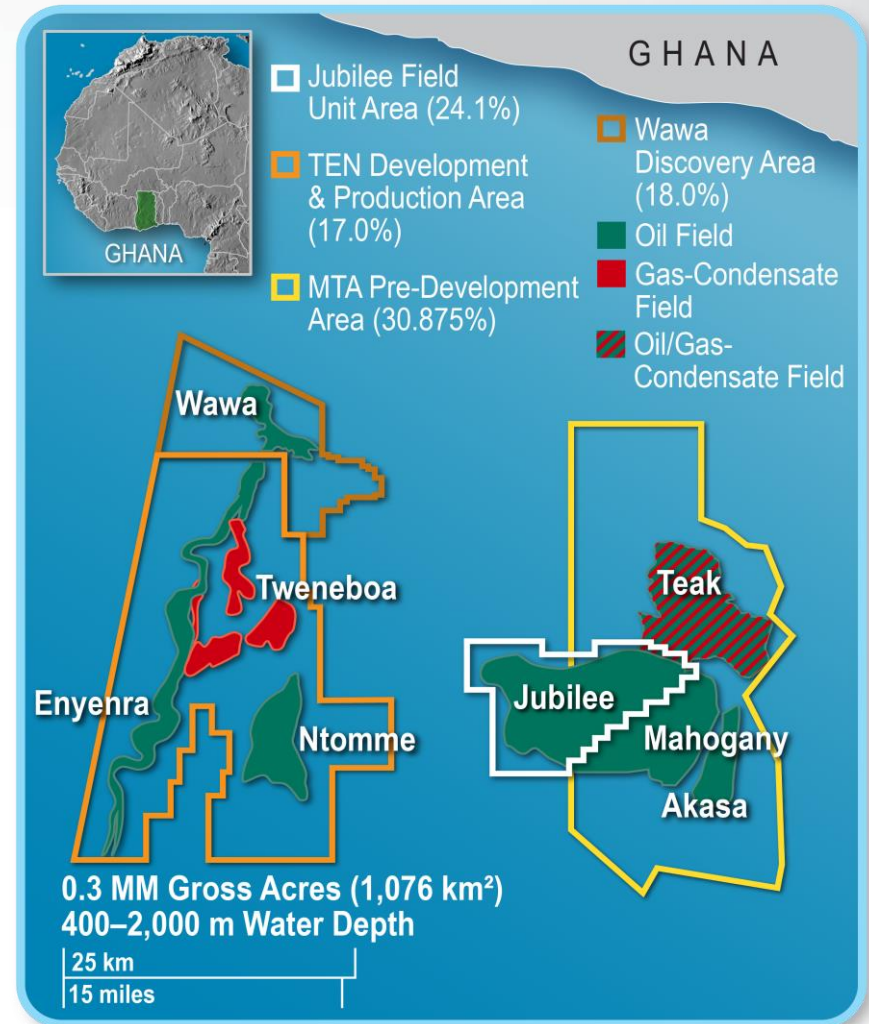 GHANA
GHANA
Jubilee Field
Unit Area (24.1%)
TEN Development
& Production Area
(17.0%)
MTA Pre-Development
Area (30.875%)
Wawa
Discovery Area
(18.0%)
Oil Field
Gas-Condensate
Field
Oil/Gas-
Condensate Field
Wawa
Tweneboa
Enyenra
Ntomme
Teak
Jubilee
Mahogany
Akasa
0.3 MM Gross Acres (1,076 km²)
400–2,000 m Water Depth
25 km
15 miles